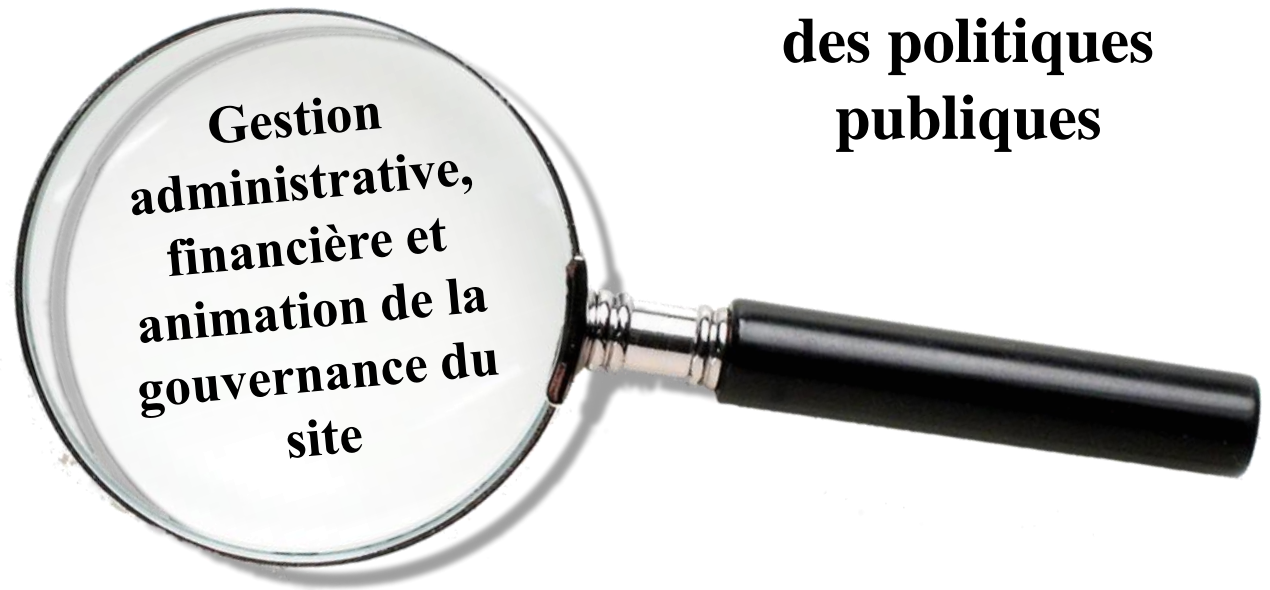 des politiques
publiques
Gestion
administrative,
financière et
animation de la
gouvernance du
site